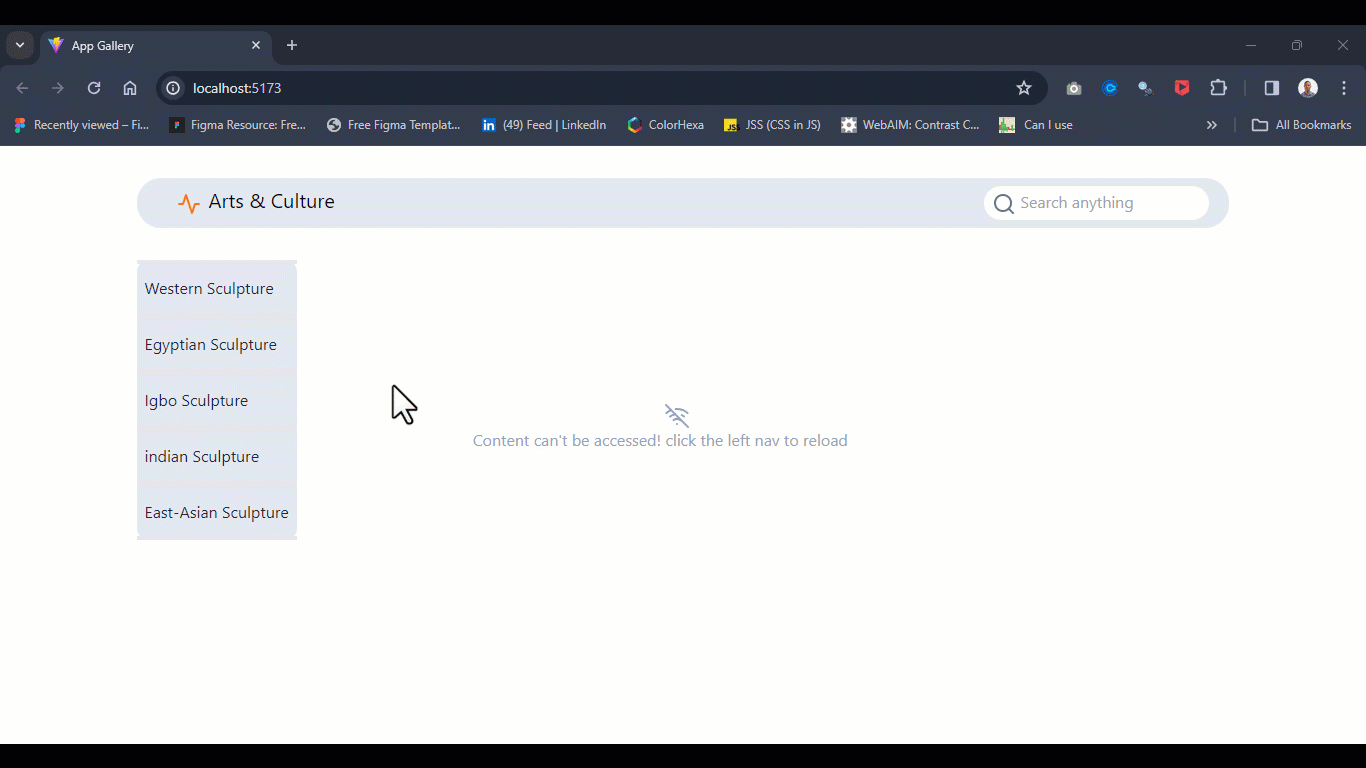 App Gallery
localhost:5173
Recently viewed – Fi...
Figma Resource: Fre...
Free Figma Templat...
in (49) Feed | LinkedIn
ColorHexa
JSS JSS (CSS in JS)
WebAIM: Contrast C...
Can I use
All Bookmarks
Arts & Culture
Search anything
Western Sculpture
Egyptian Sculpture
Igbo Sculpture
indian Sculpture
East-Asian Sculpture
Content can't be accessed! click the left nav to reload